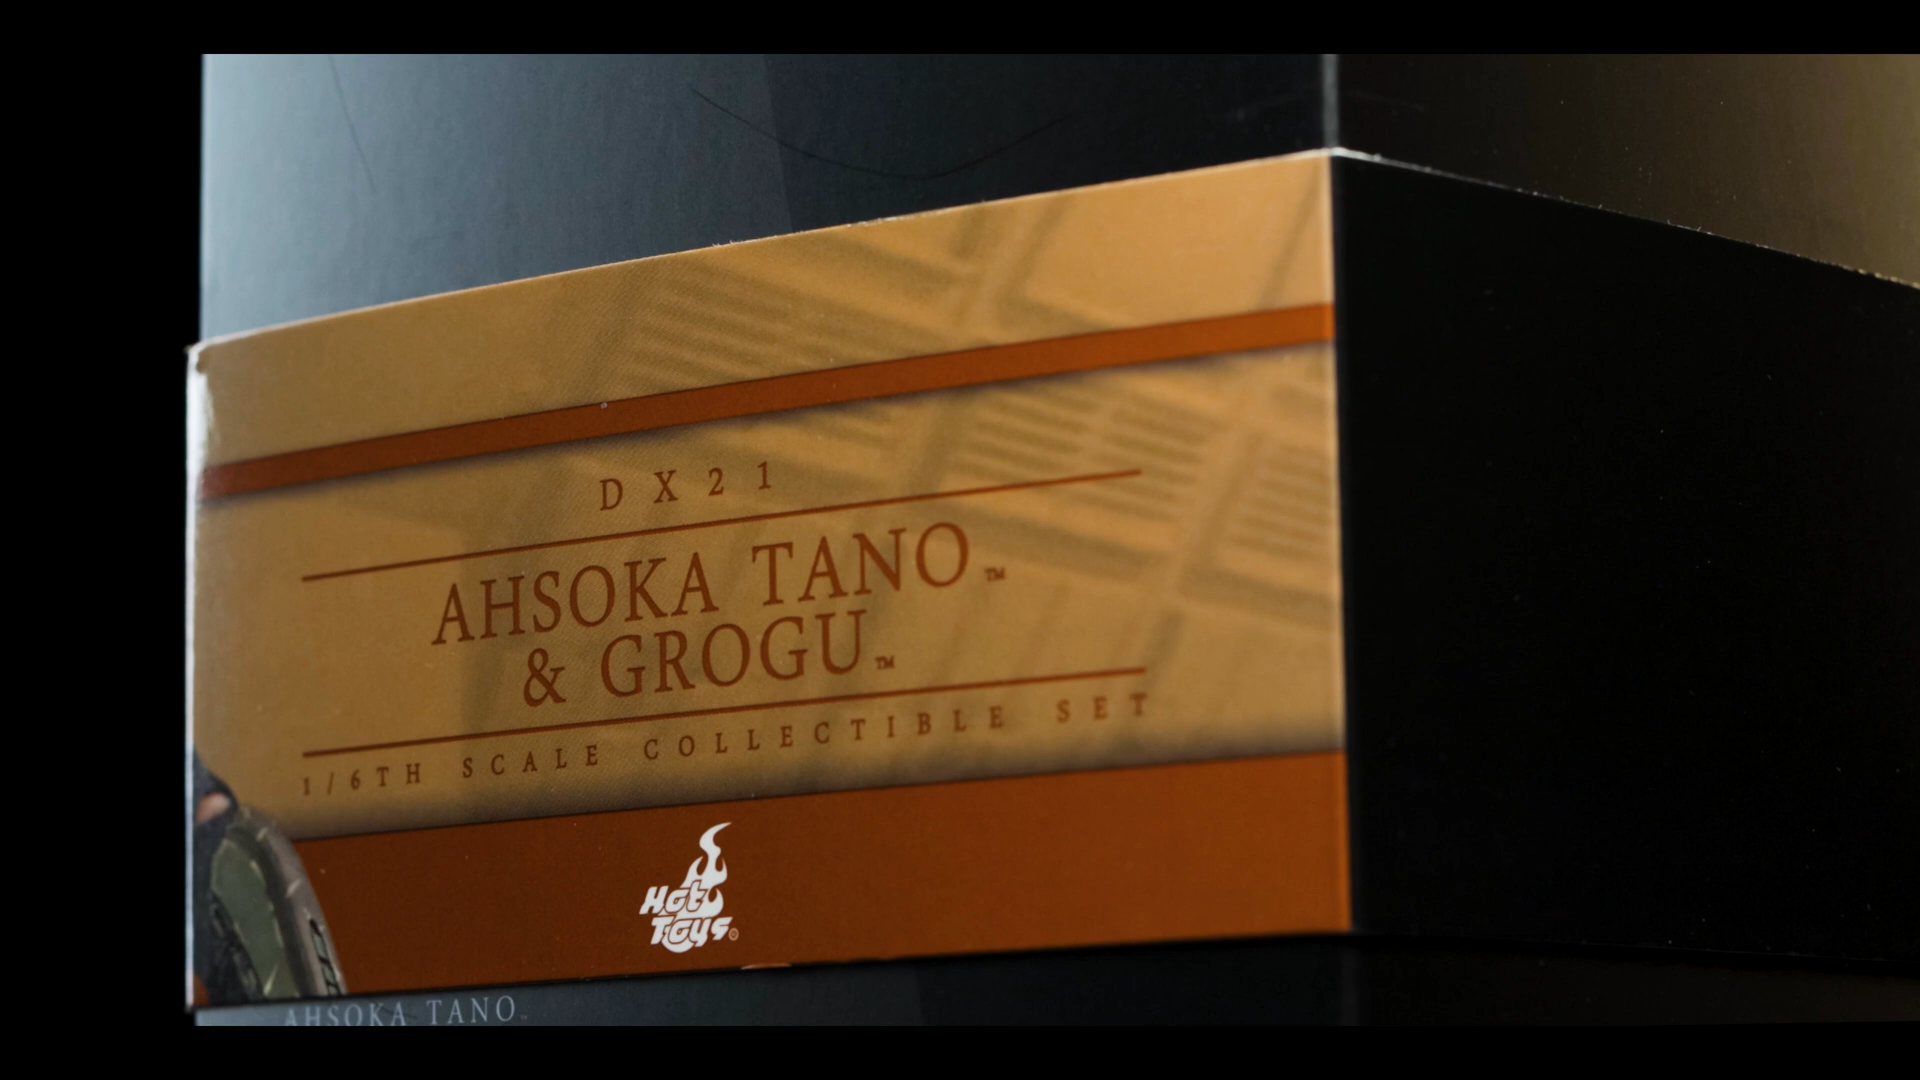 DX21
AHSOKA TANO™
& GROGU™
1/6TH SCALE COLLECTIBLE SET
Hot
Toys®
AHSOKA TANO